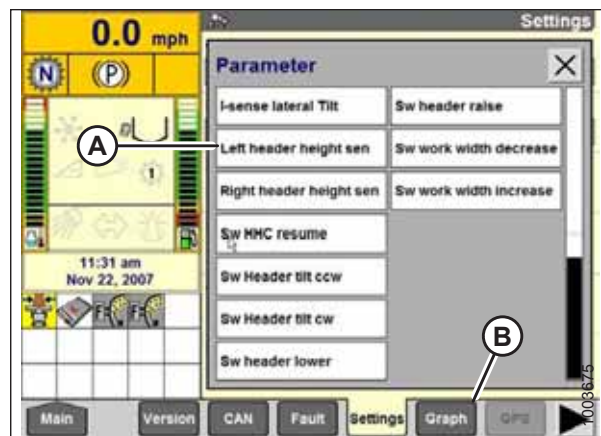 0.0 mph
Settings
N
(P)
Parameter
X
I-sense lateral Tilt
Sw header raise
D
A
Left header height sen
Sw work width decrease
1
Right header height sen
Sw work width increase
Sw HHC resume
11:31 am
Nov 22, 2007
Sw Header tilt ccw
F
F
Sw Header tilt cw
B
Sw header lower
1003675
Main
Version
CAN
Fault
Settings
Graph
GPS